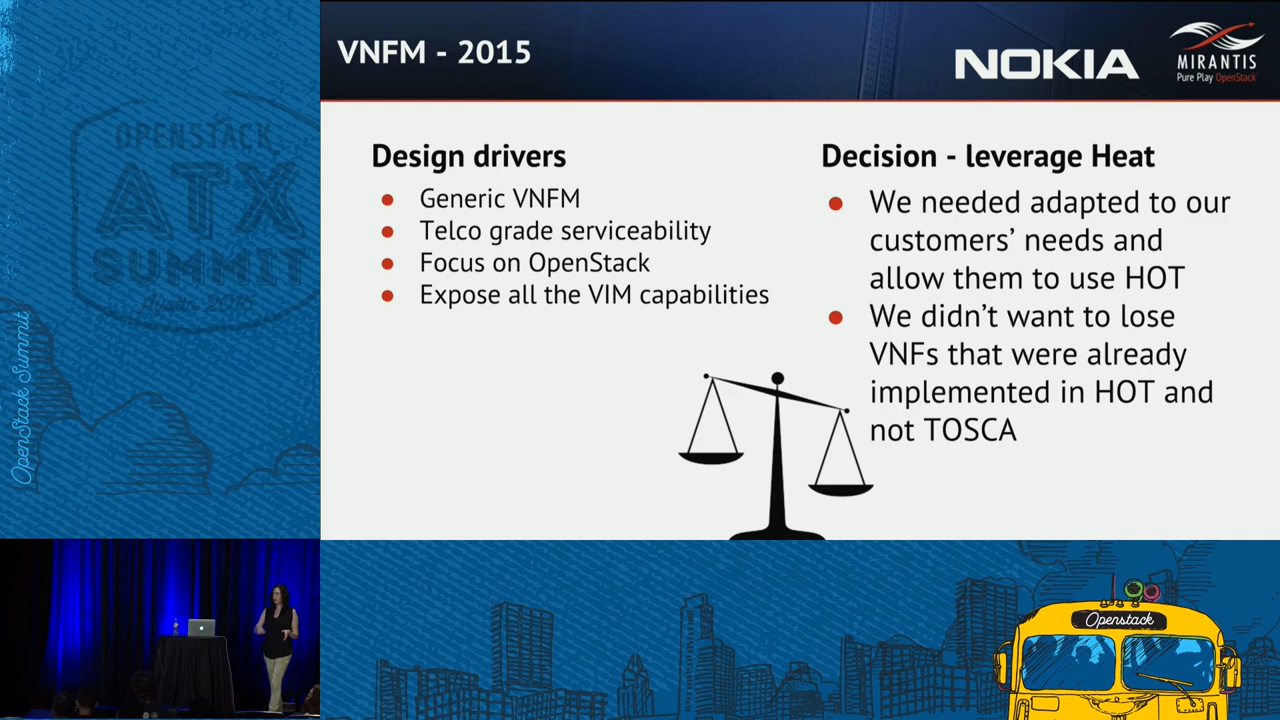 VNFM - 2015
NOKIA
MIRANTIS
Pure Play OpenStack
Design drivers
● Generic VNFM
● Telco grade serviceability
● Focus on OpenStack
● Expose all the VIM capabilities
Decision - leverage Heat
● We needed adapted to our
customers’ needs and
allow them to use HOT
● We didn’t want to lose
VNFs that were already
implemented in HOT and
not TOSCA
OPENSTACK
ATX
SUMMIT
OpenStack Summit
Openstack